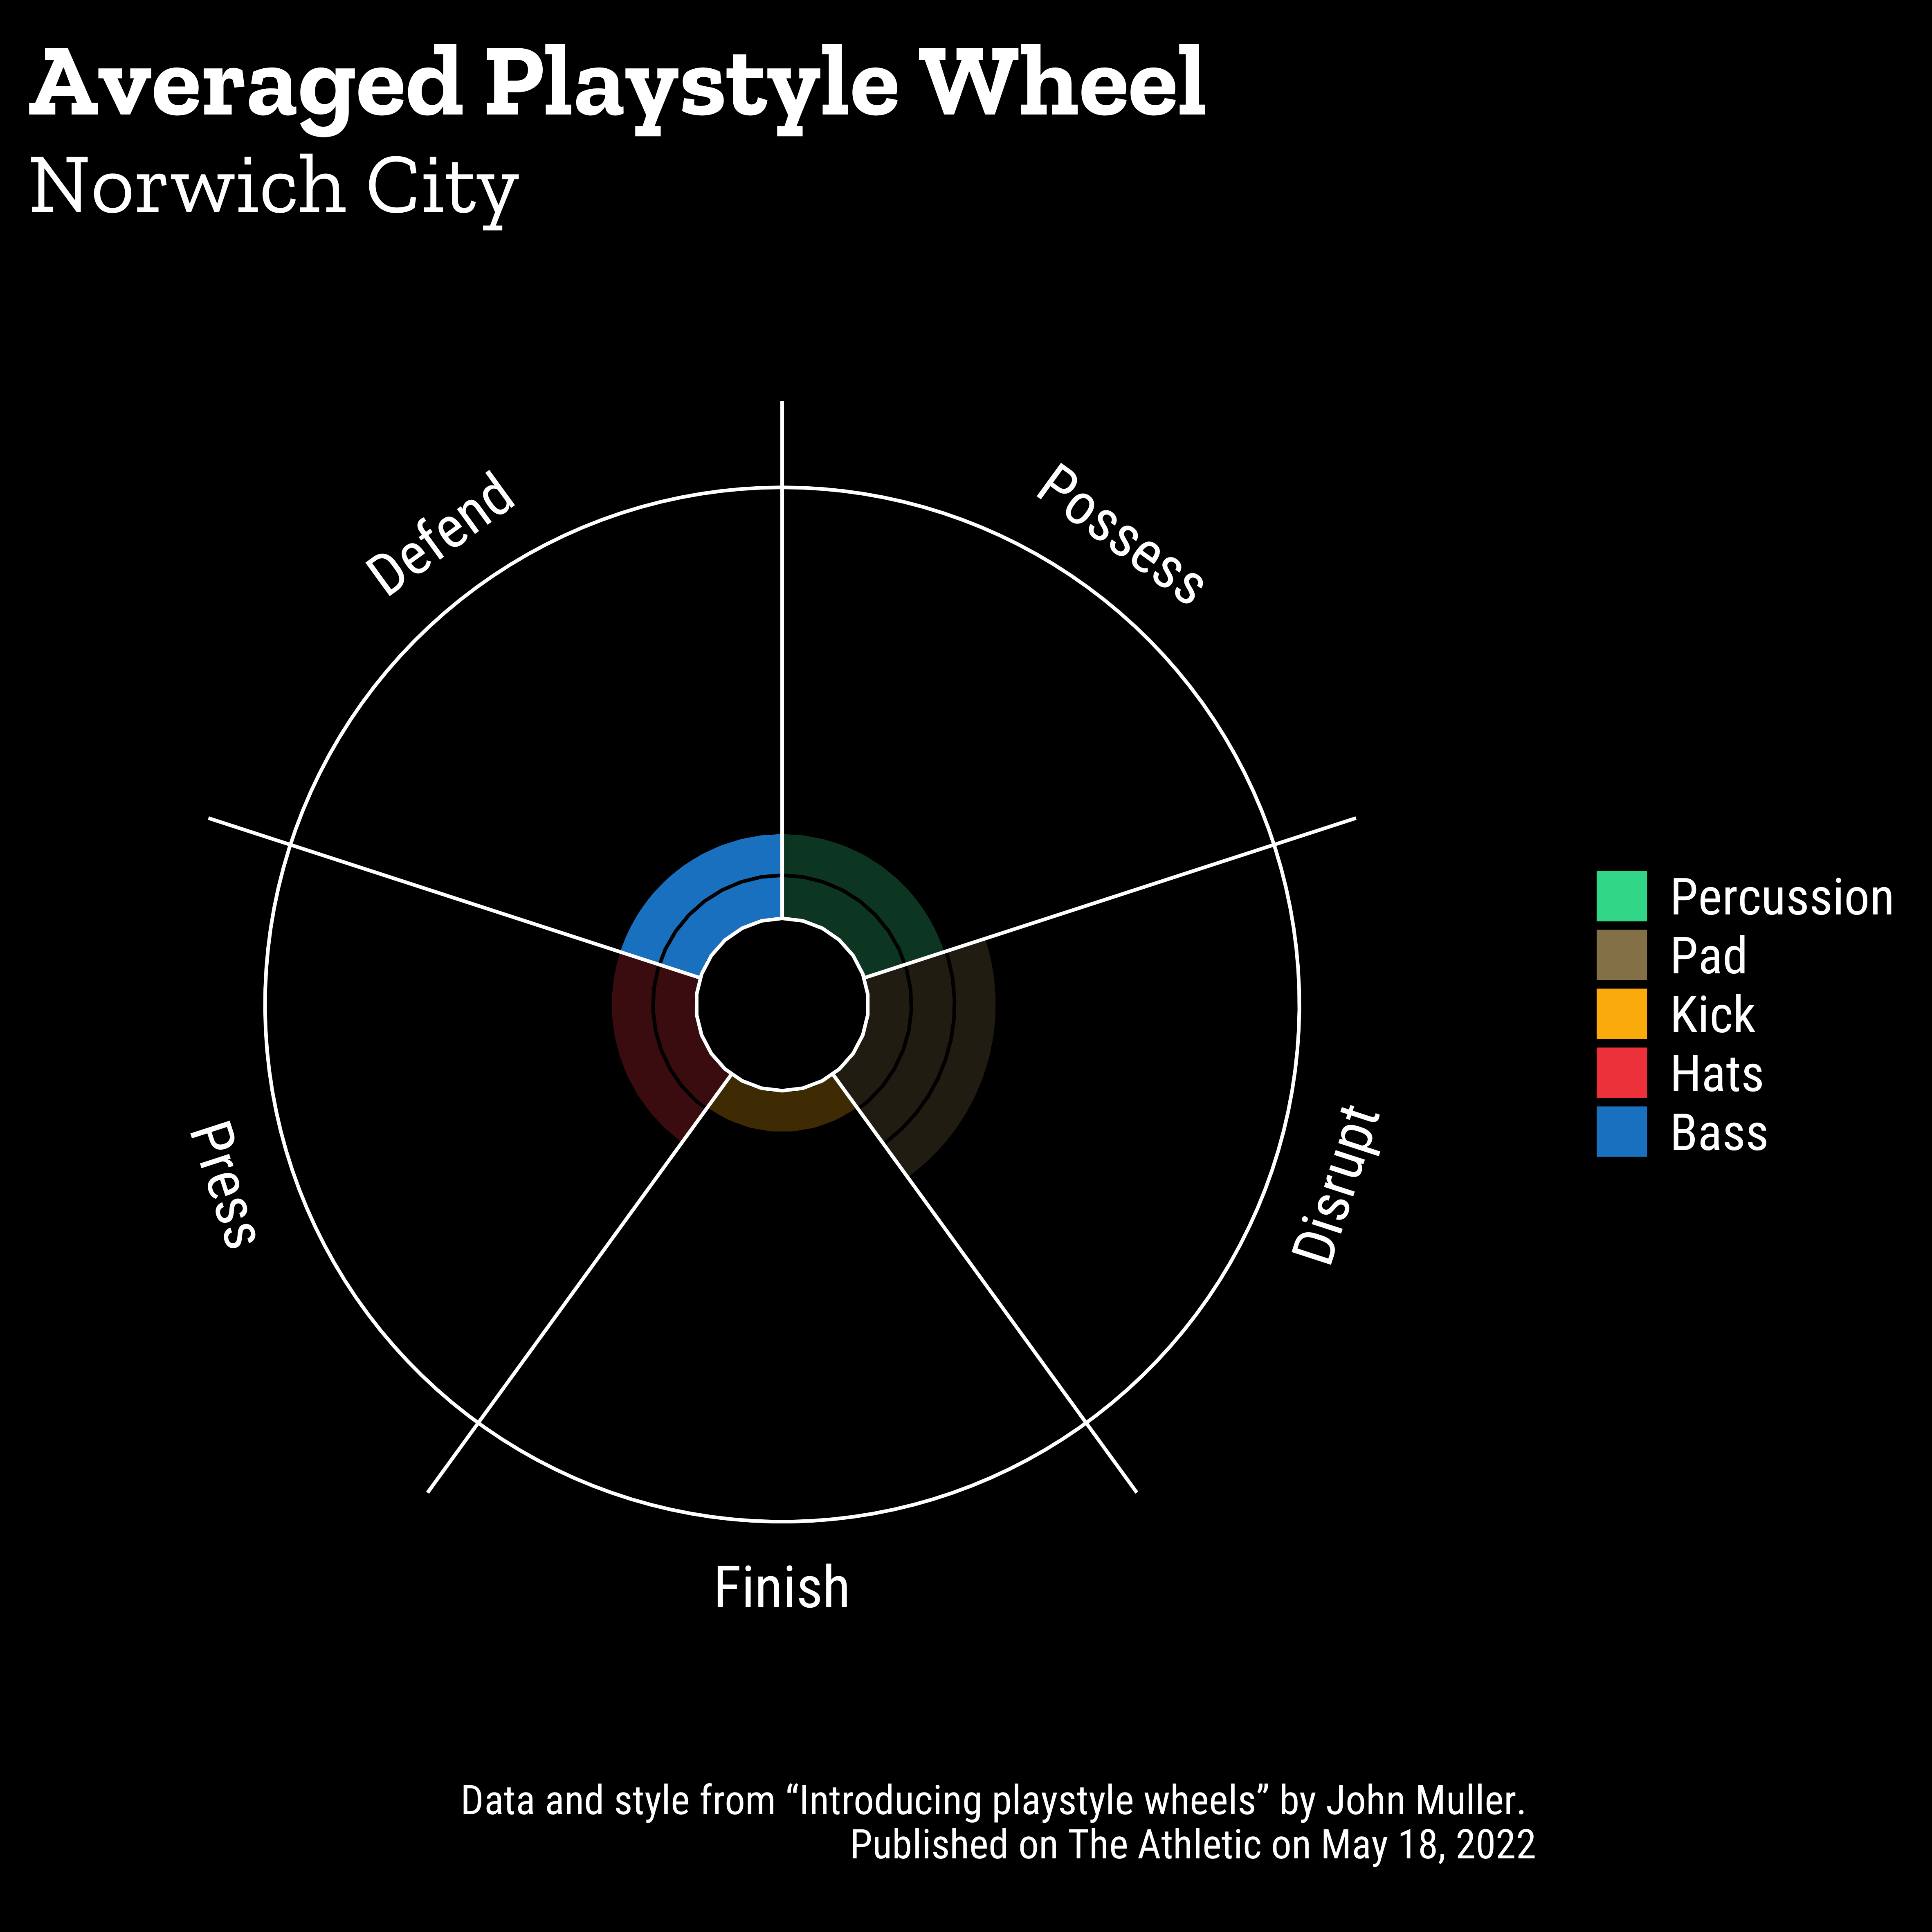 Averaged Playstyle Wheel
Norwich City
Defend
Possess
Press
Disrupt
Finish
Percussion
Pad
Kick
Hats
Bass
Data and style from “Introducing playstyle wheels” by John Muller.
Published on The Athletic on May 18, 2022